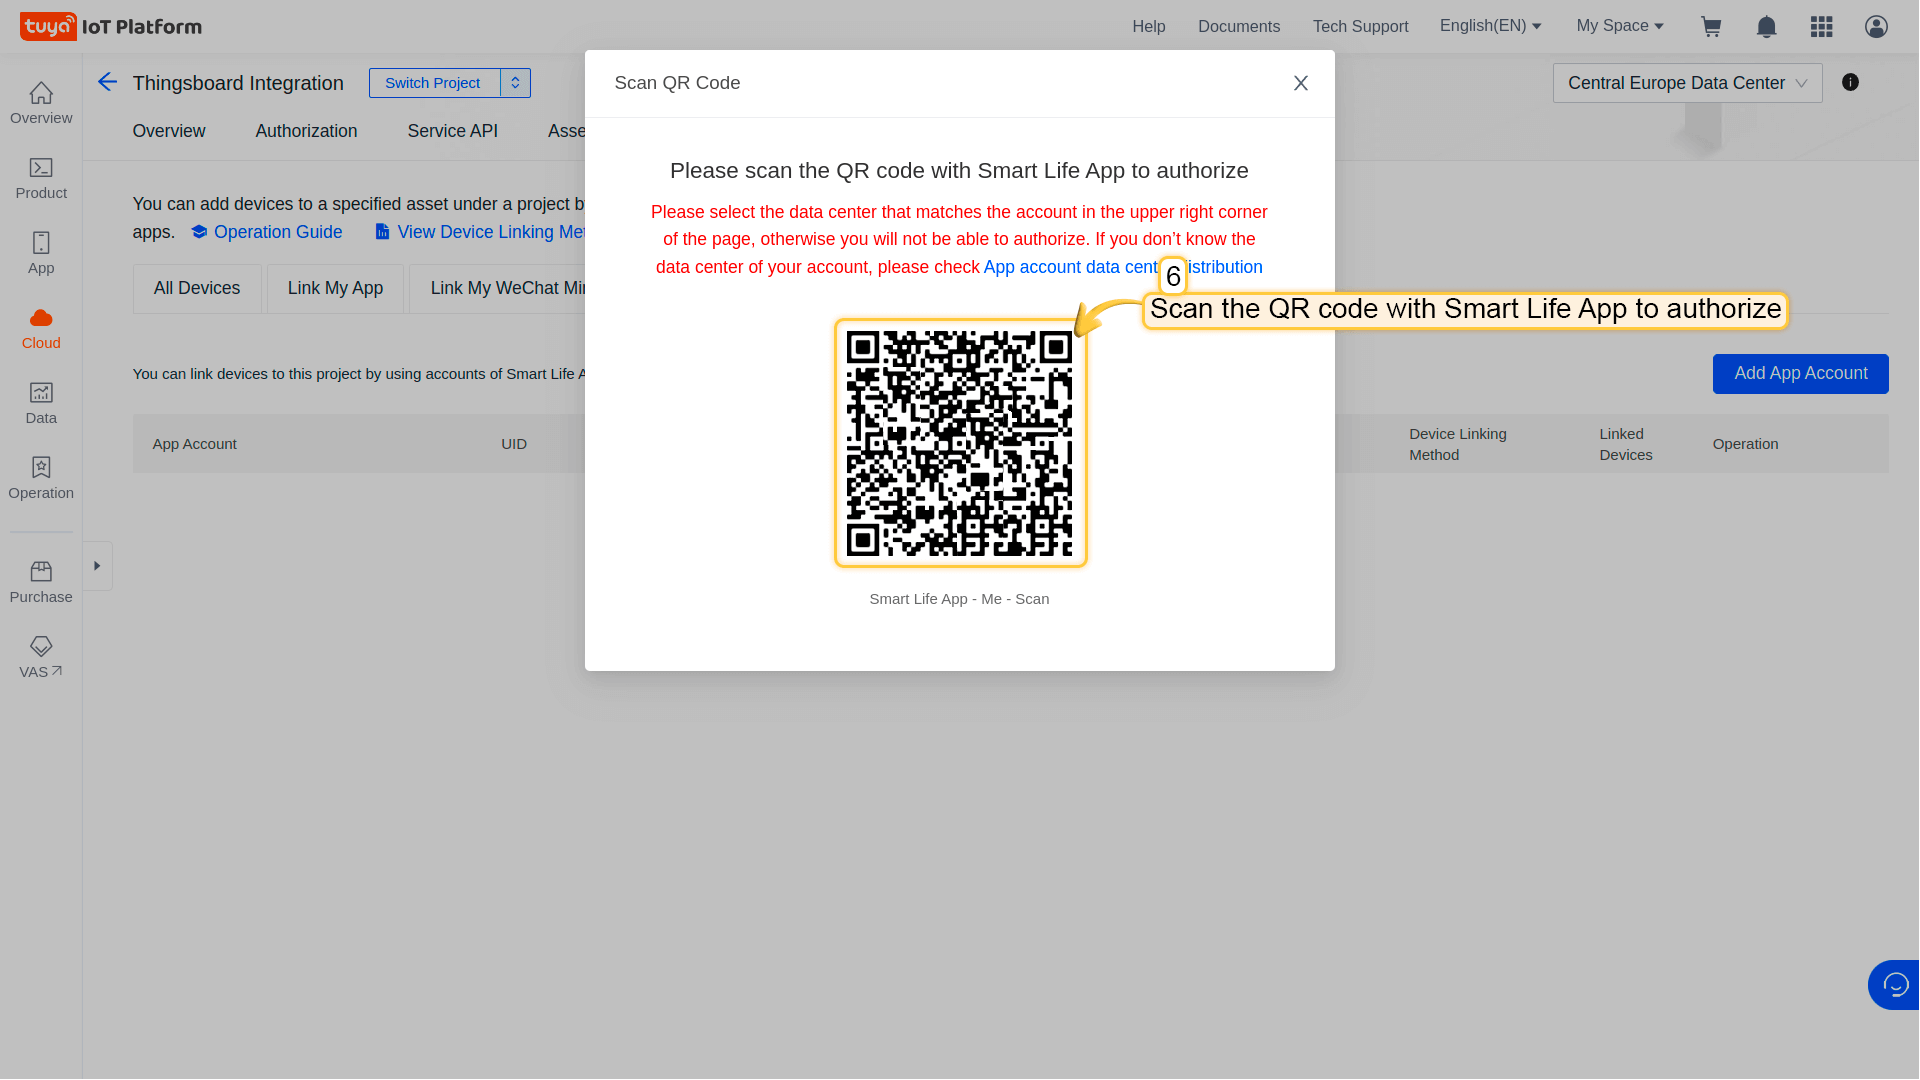 tuya IoT Platform
Help
Documents
Tech Support
English(EN)
My Space
Thingsboard Integration
Switch Project
Central Europe Data Center
Overview
Authorization
Service API
Asse
Overview
Product
App
Cloud
Data
Operation
Purchase
VAS
You can add devices to a specified asset under a project b
apps.
Operation Guide
View Device Linking Met
All Devices
Link My App
Link My WeChat Min
You can link devices to this project by using accounts of Smart Life A
Add App Account
App Account
UID
Device Linking
Method
Linked
Devices
Operation
Scan QR Code
Please scan the QR code with Smart Life App to authorize
Please select the data center that matches the account in the upper right corner
of the page, otherwise you will not be able to authorize. If you don’t know the
data center of your account, please check App account data cent istribution
6
Scan the QR code with Smart Life App to authorize
Smart Life App - Me - Scan